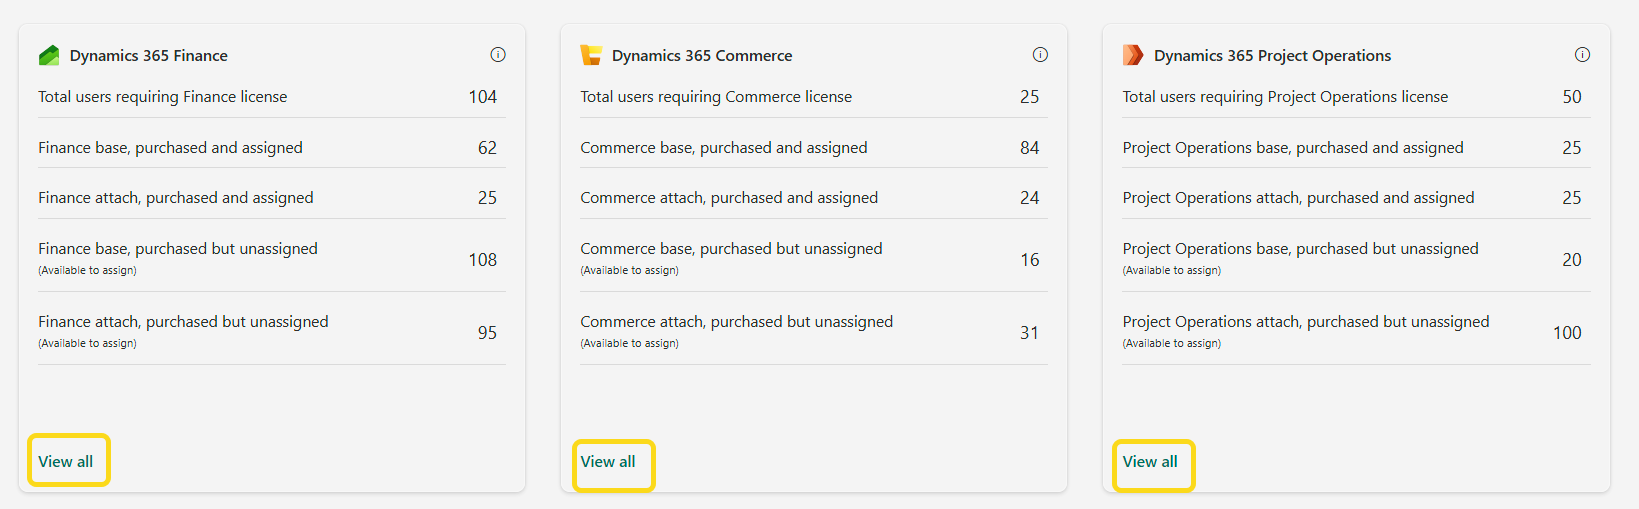 Dynamics 365 Finance
Total users requiring Finance license 104
Finance base, purchased and assigned 62
Finance attach, purchased and assigned 25
Finance base, purchased but unassigned
(Available to assign) 108
Finance attach, purchased but unassigned
(Available to assign) 95
View all
Dynamics 365 Commerce
Total users requiring Commerce license 25
Commerce base, purchased and assigned 84
Commerce attach, purchased and assigned 24
Commerce base, purchased but unassigned
(Available to assign) 16
Commerce attach, purchased but unassigned
(Available to assign) 31
View all
Dynamics 365 Project Operations
Total users requiring Project Operations license 50
Project Operations base, purchased and assigned 25
Project Operations attach, purchased and assigned 25
Project Operations base, purchased but unassigned
(Available to assign) 20
Project Operations attach, purchased but unassigned
(Available to assign) 100
View all